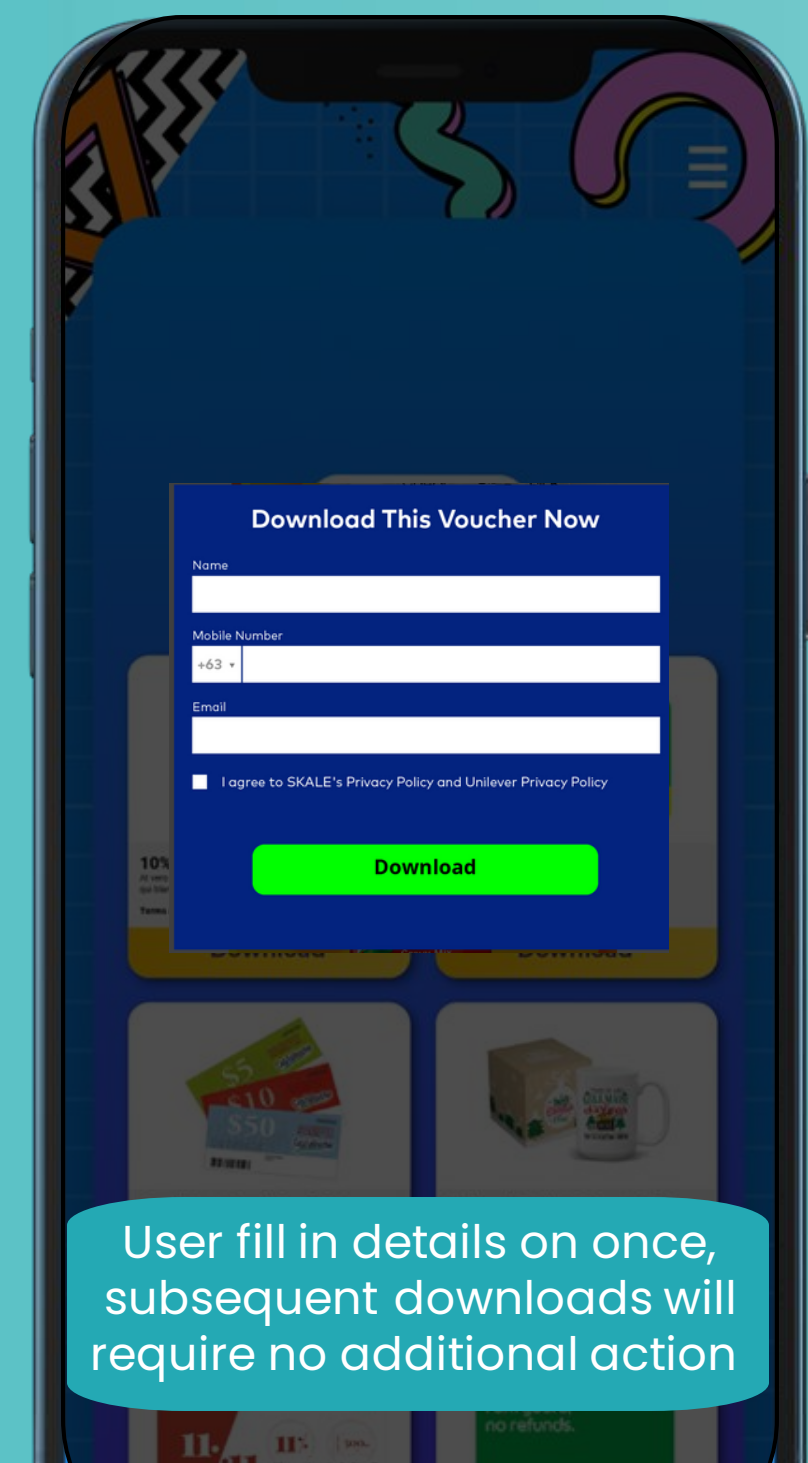 Download This Voucher Now
Name
Mobile Number
+63
Email
I agree to SKALE's Privacy Policy and Unilever Privacy Policy
Download
10%
Terms
Download
Download
$5
$10
$50
User fill in details on once,
subsequent downloads will
require no additional action
no refunds.
11.
11%